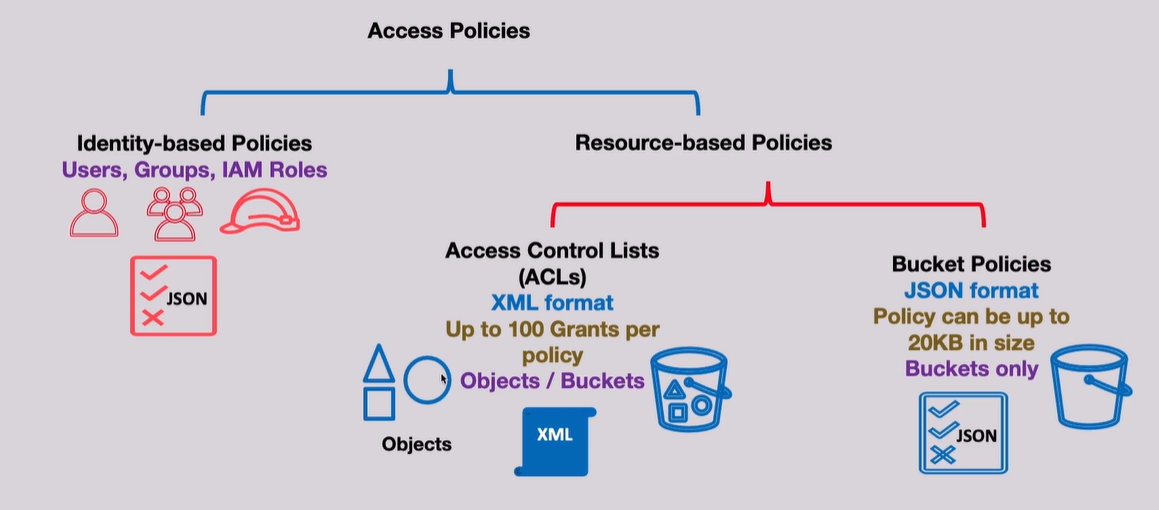 Access Policies
Identity-based Policies
Users, Groups, IAM Roles
JSON
Resource-based Policies
Access Control Lists
(ACLs)
XML format
Up to 100 Grants per
policy
Objects / Buckets
Objects
XML
Bucket Policies
JSON format
Policy can be up to
20KB in size
Buckets only
JSON